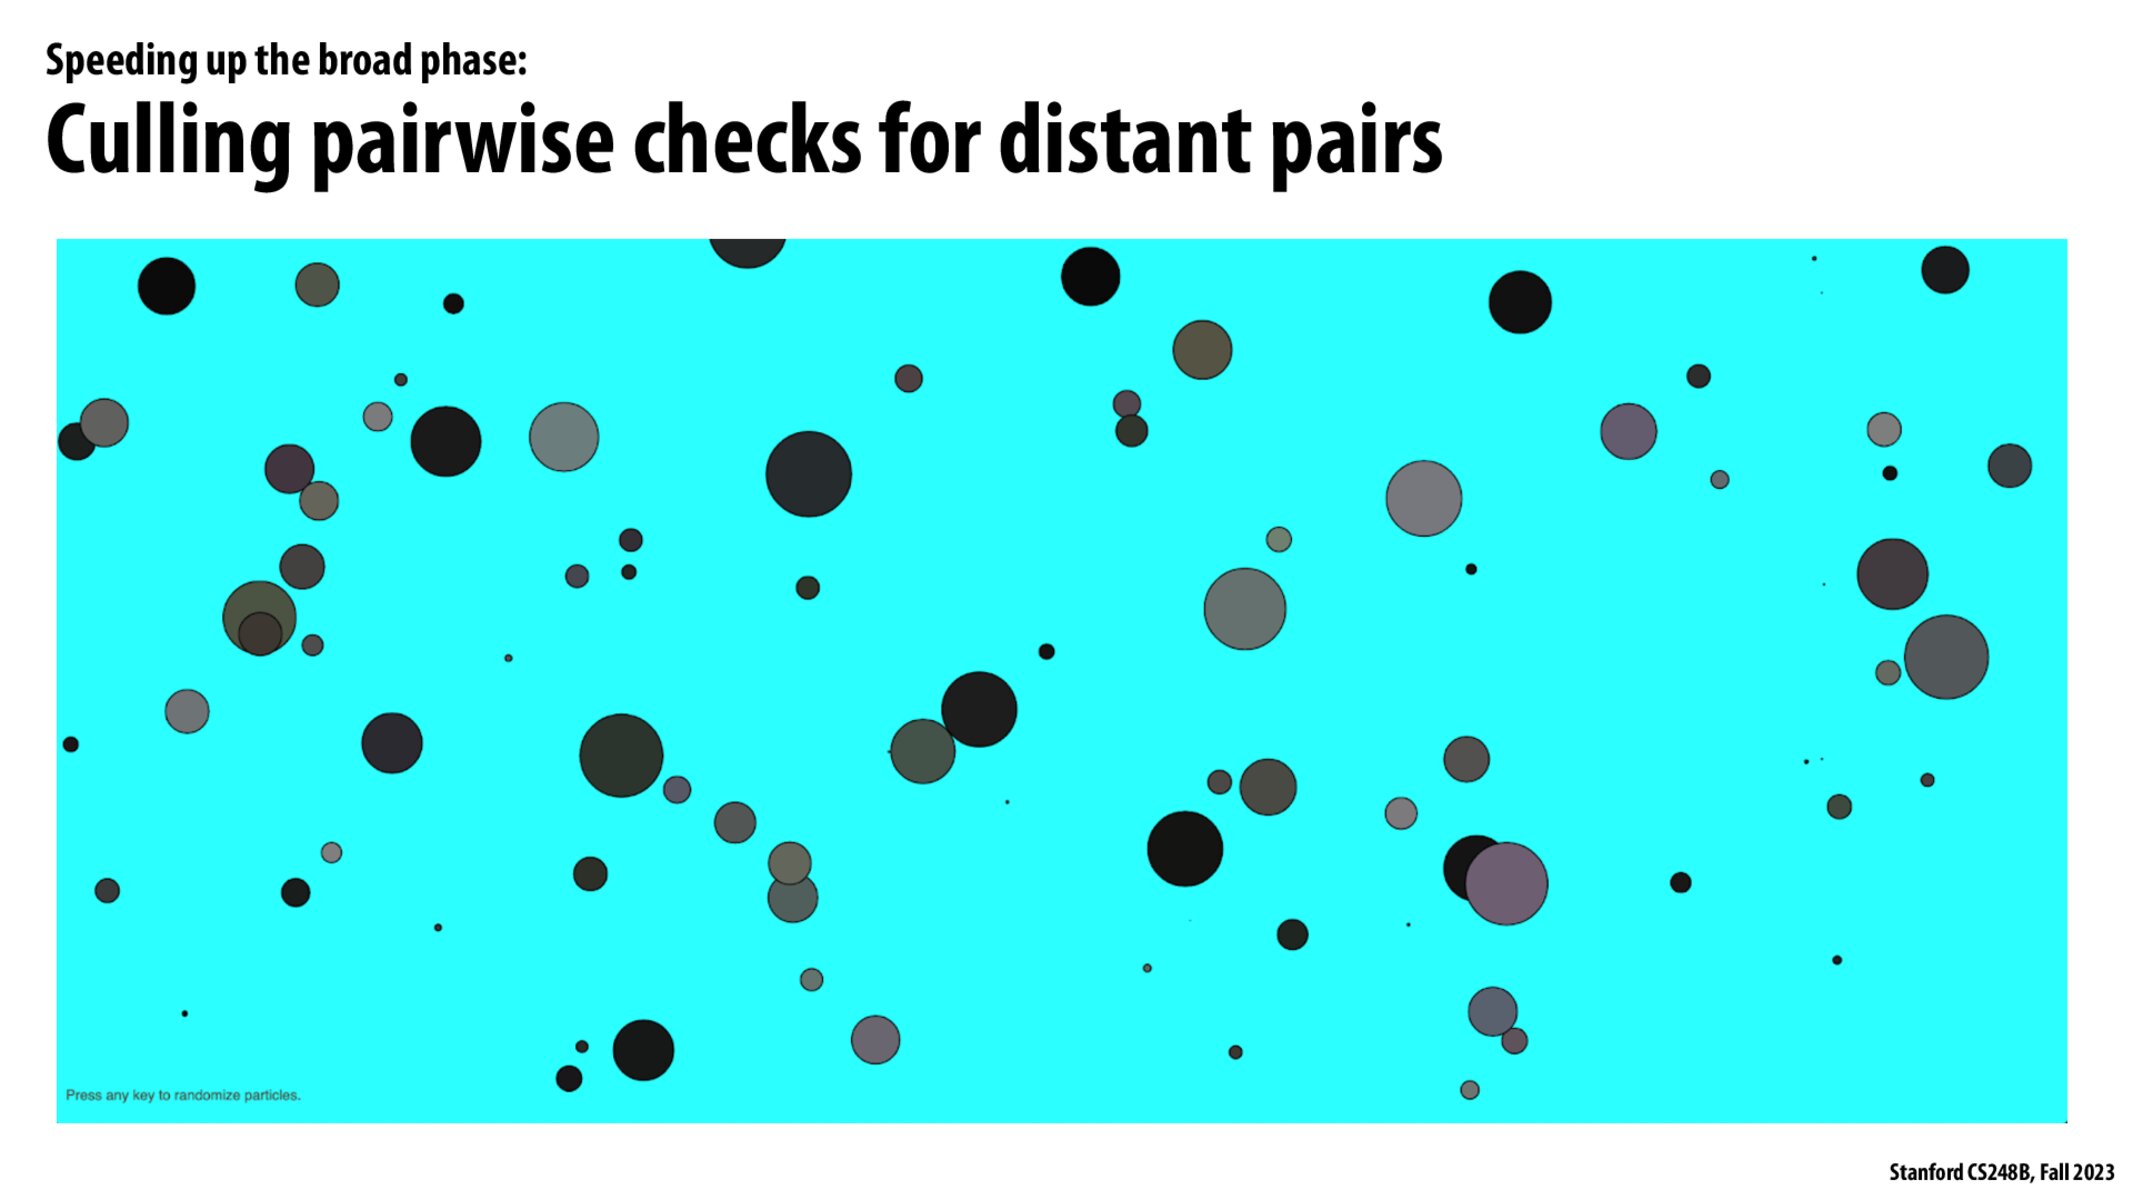 Speeding up the broad phase:
Culling pairwise checks for distant pairs
Press any key to randomize particles.
Stanford CS248B, Fall 2023